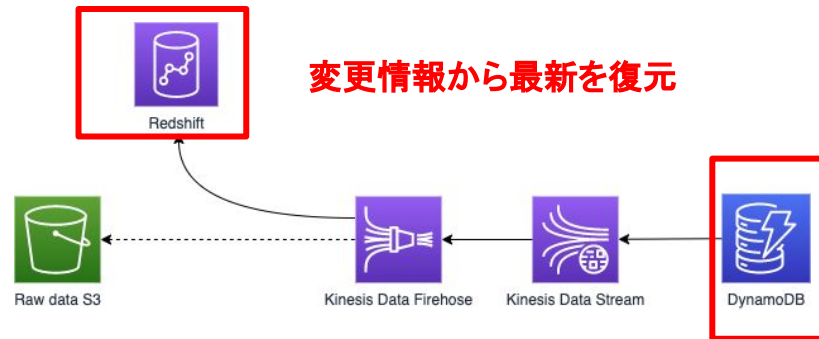 変更情報から最新を復元
Redshift
Raw data S3
Kinesis Data Firehose
Kinesis Data Stream
DynamoDB